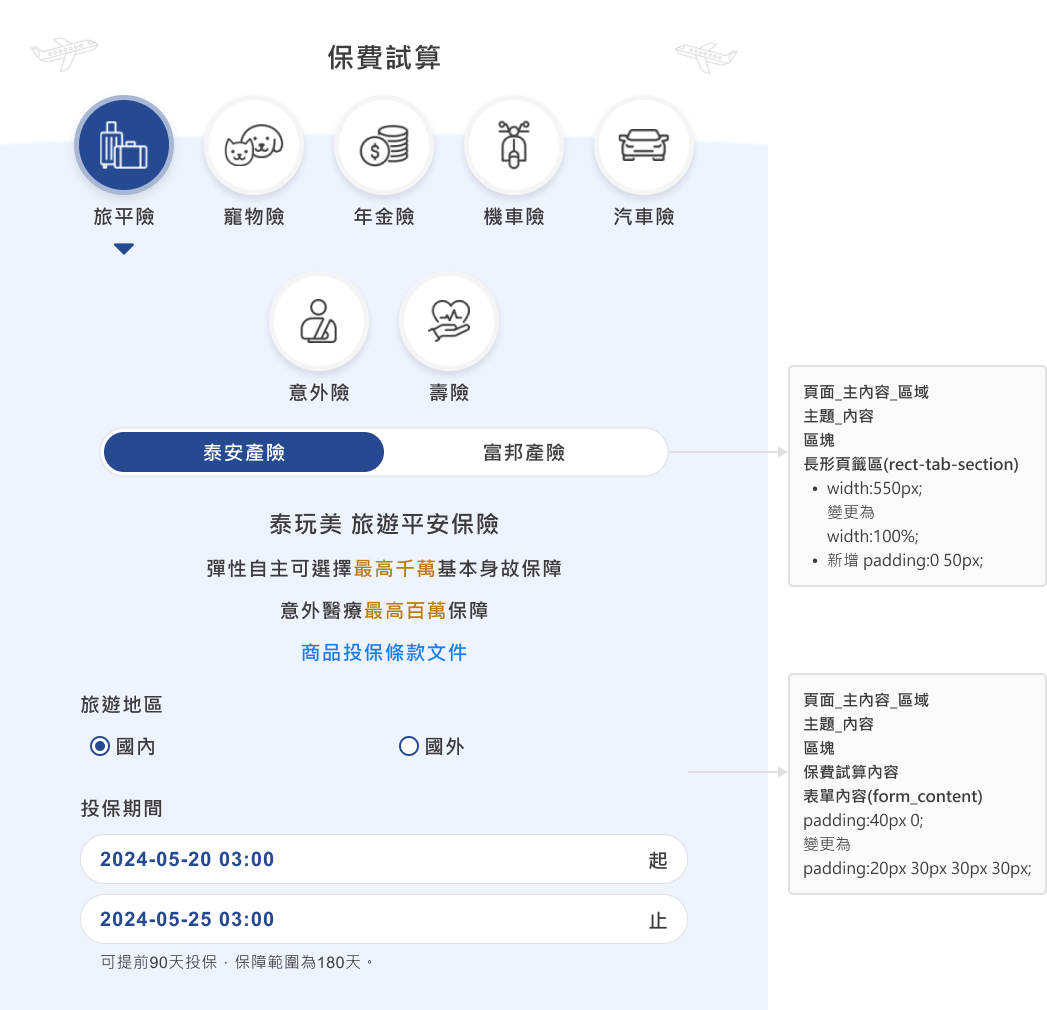 保費試算
旅平險
寵物險
年金險
機車險
汽車險
意外險
壽險
泰安產險
富邦產險
泰玩美 旅遊平安保險
彈性自主可選擇最高千萬基本身故保障
意外醫療最高百萬保障
商品投保條款文件
旅遊地區
國內
國外
投保期間
2024-05-20 03:00
起
2024-05-25 03:00
止
可提前90天投保，保障範圍為180天。
頁面_主內容_區域
主題_內容
區塊
長形頁籤區(rect-tab-section)
• width:550px;
變更為
width:100%;
• 新增 padding:0 50px;
頁面_主內容_區域
主題_內容
區塊
保費試算內容
表單內容(form_content)
padding:40px 0;
變更為
padding:20px 30px 30px 30px;